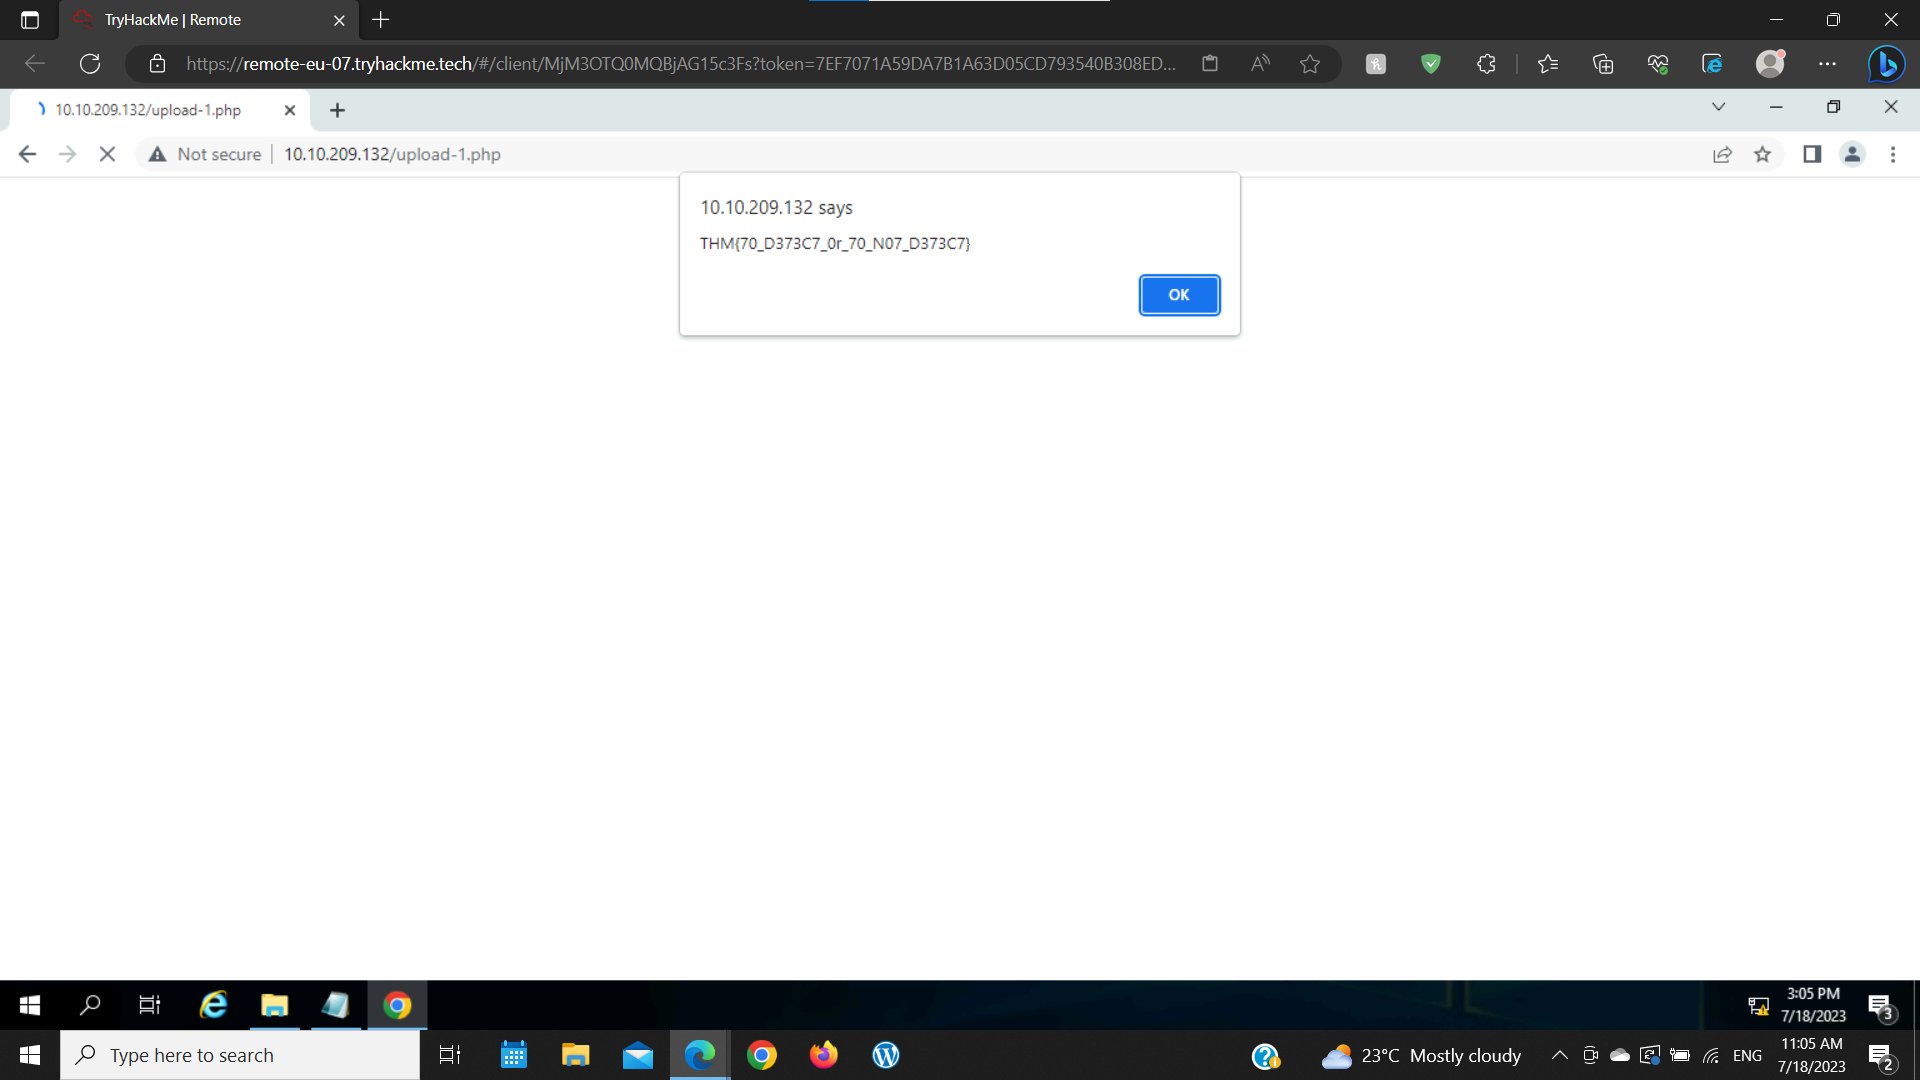 TryHackMe | Remote
https://remote-eu-07.tryhackme.tech/#/client/MjM3OTQ0MQBjAG15c3Fs?token=7EF7071A59DA7B1A63D05CD793540B308ED...
10.10.209.132/upload-1.php
Not secure
10.10.209.132/upload-1.php
10.10.209.132 says
THM{70_D373C7_0r_70_N07_D373C7}
OK
3:05 PM
7/18/2023
3
Type here to search
23°C Mostly cloudy
ENG
11:05 AM
7/18/2023
2